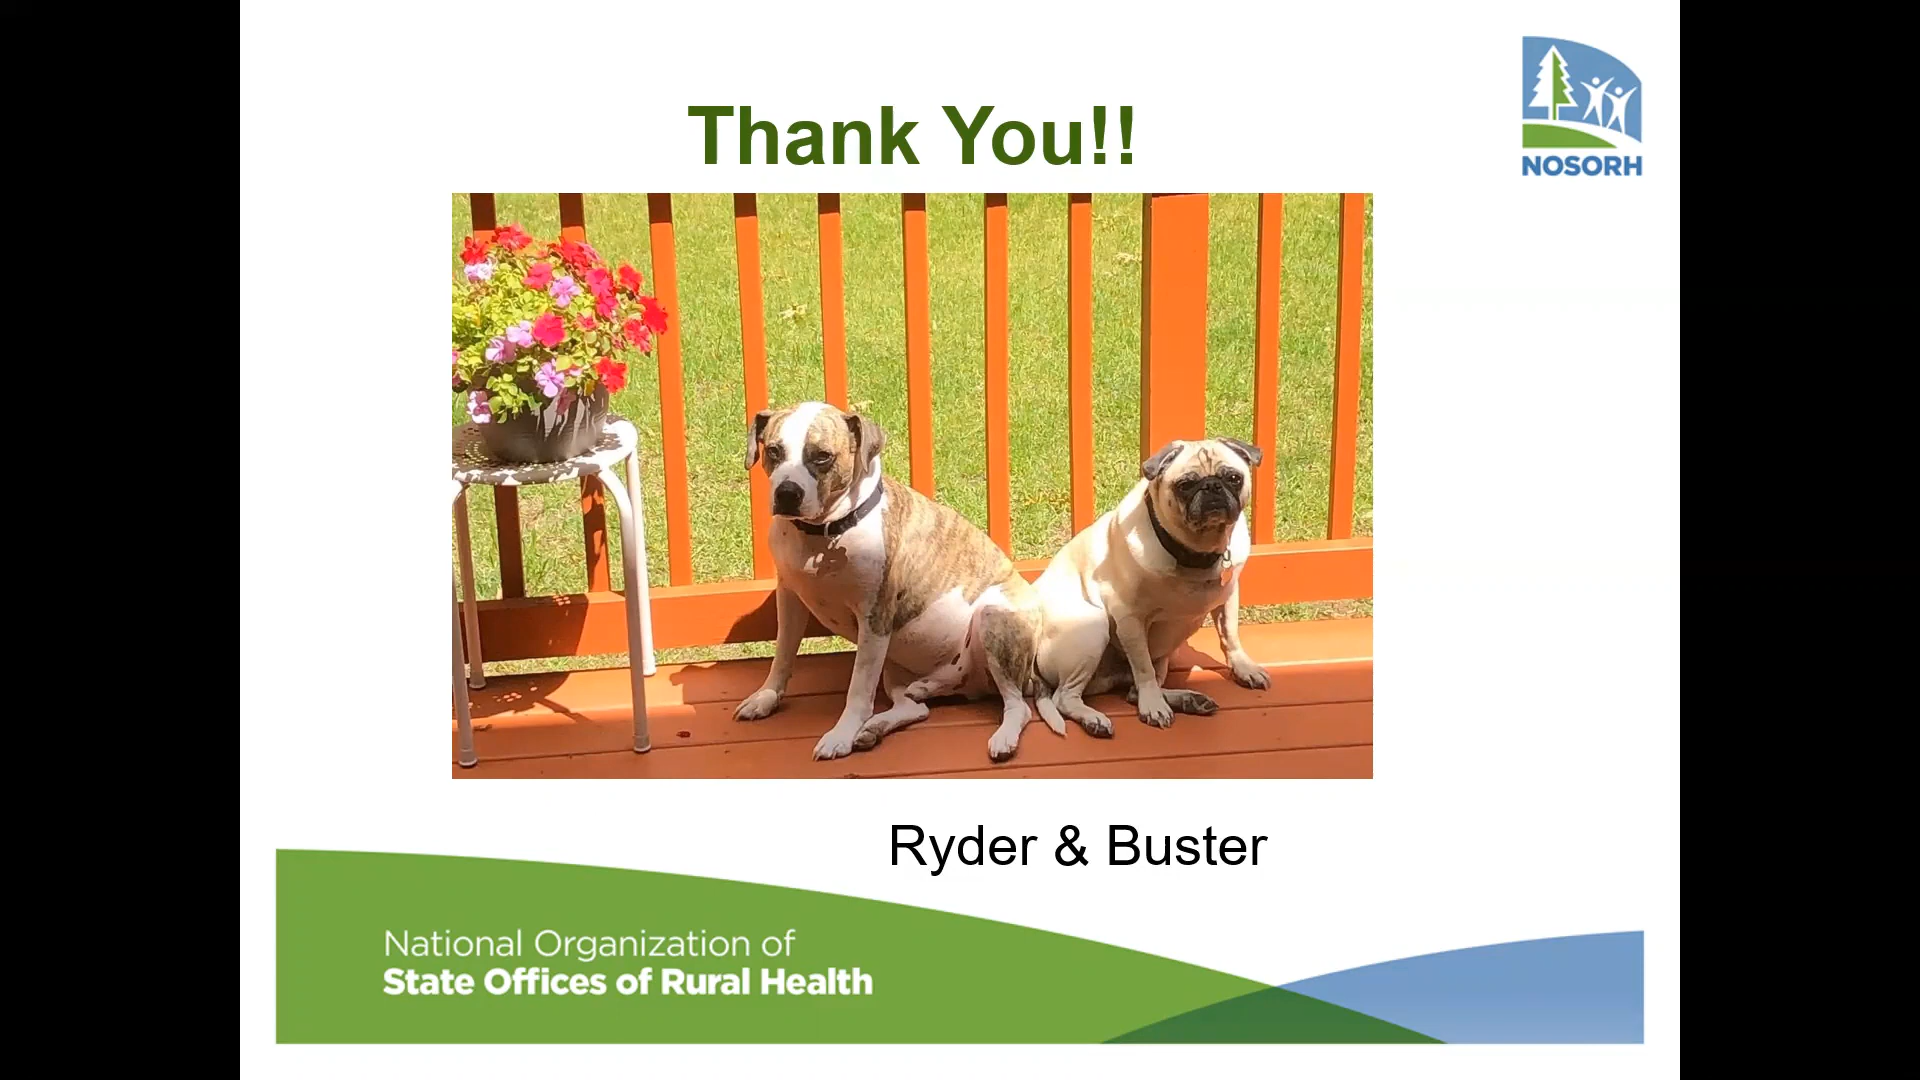 Thank You!!
NOSORH
Ryder & Buster
National Organization of
State Offices of Rural Health